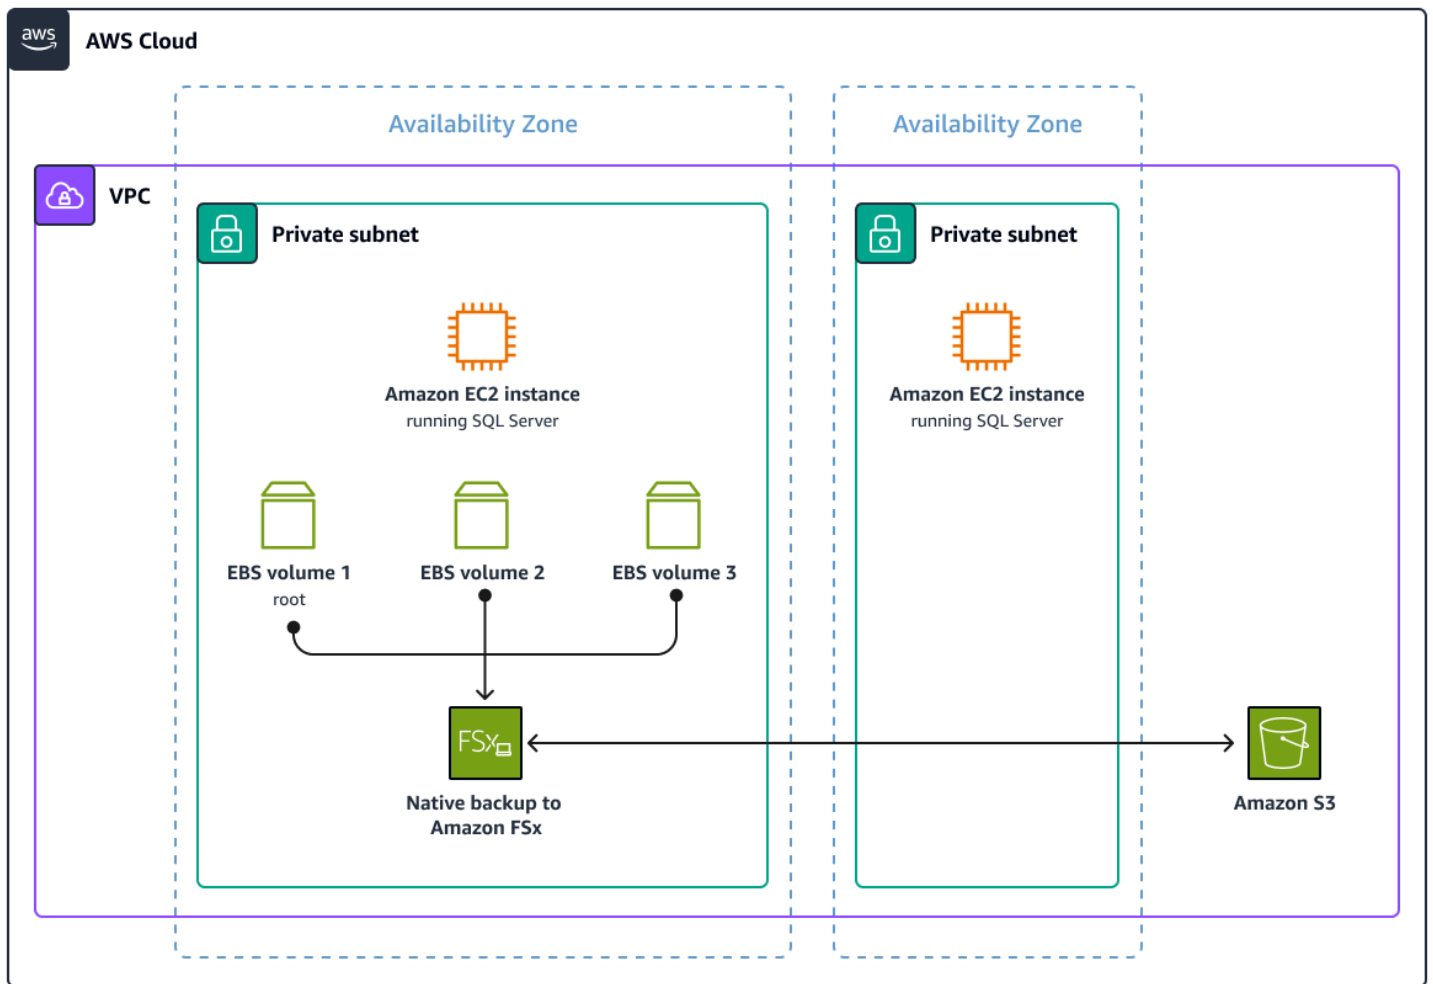 aws
AWS Cloud
Availability Zone
Availability Zone
VPC
Private subnet
Private subnet
Amazon EC2 instance
running SQL Server
Amazon EC2 instance
running SQL Server
EBS volume 1
root
EBS volume 2
EBS volume 3
FSx
Native backup to
Amazon FSx
Amazon S3